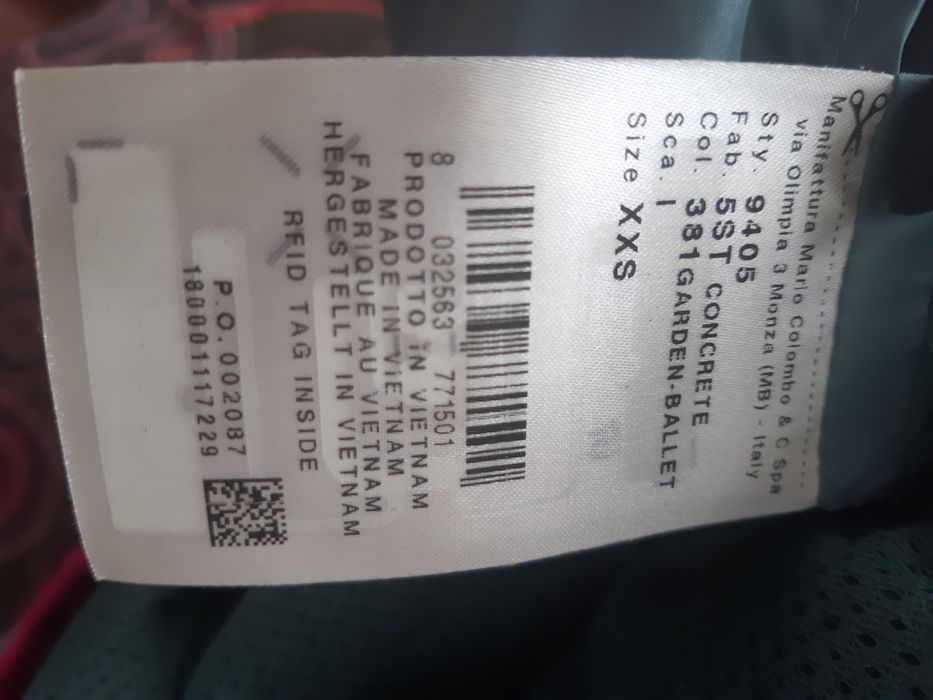 Manifattura Mario Colombo & C Spa
via Olimpia 3 Monza (MB) - Italy
Sty. 9405
Fab. 5ST CONCRETE
Col. 381GARDEN-BALLET
Sca. I
Size XXS
8 032563 771501
PRODOTTO IN VIETNAM
MADE IN VIETNAM
FABRIQUE AU VIETNAM
HERGESTELLT IN VIETNAM
RFID TAG INSIDE
P.O. 002087
180001117229